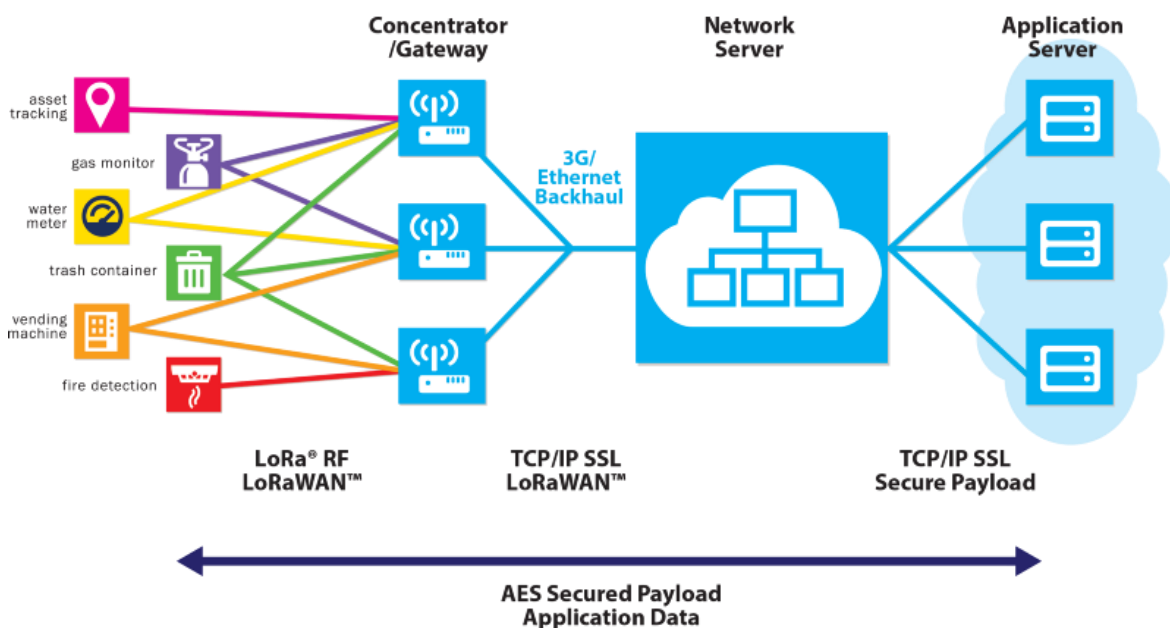 Concentrator
/Gateway
Network
Server
Application
Server
asset
tracking
gas monitor
water
meter
trash container
vending
machine
fire detection
3G/
Ethernet
Backhaul
LoRa® RF
LoRaWAN™
TCP/IP SSL
LoRaWAN™
TCP/IP SSL
Secure Payload
AES Secured Payload
Application Data